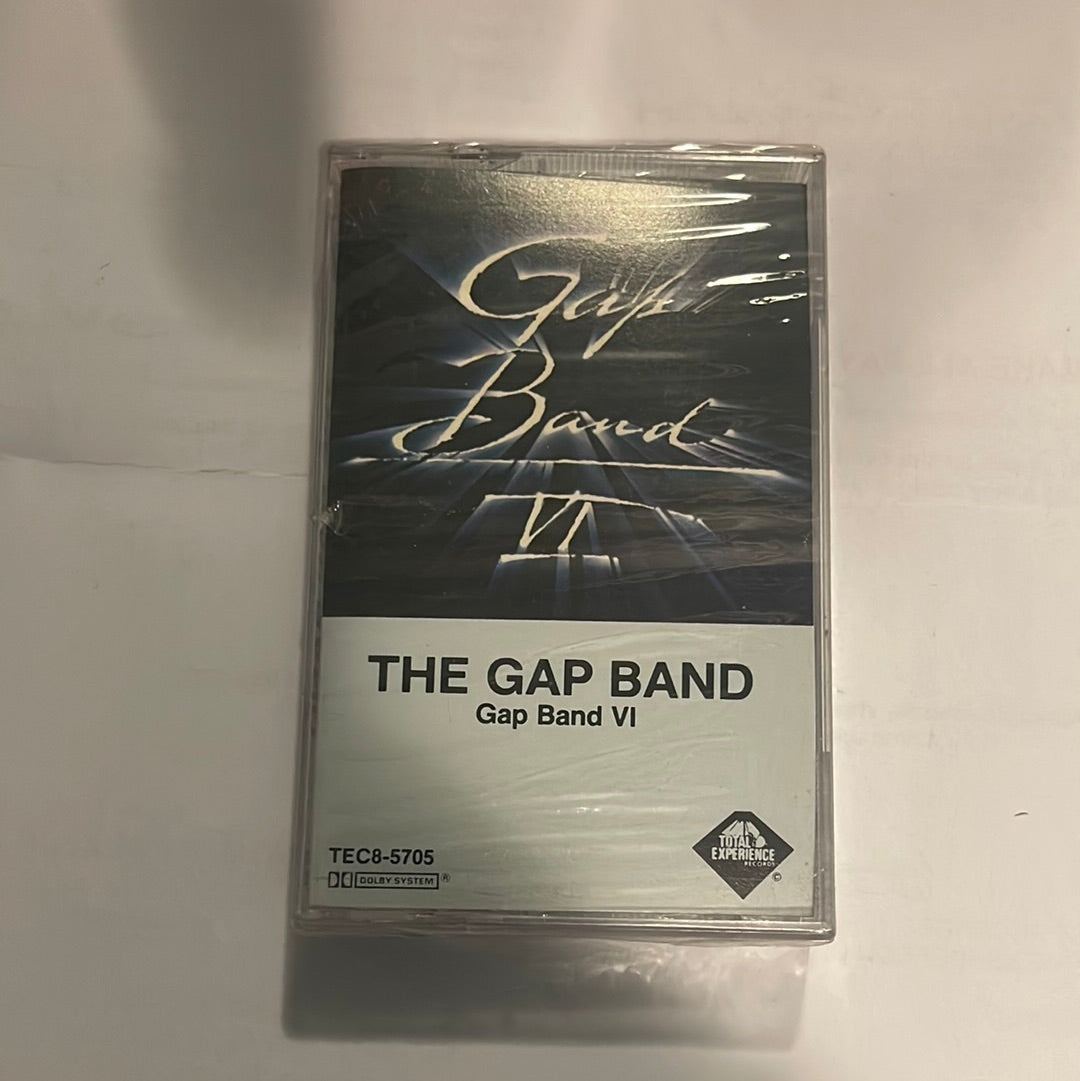 Gap
Band
VI
THE GAP BAND
Gap Band VI
TEC8-5705
DOLBY SYSTEM®
TOTAL
EXPERIENCE
RECORDS
©